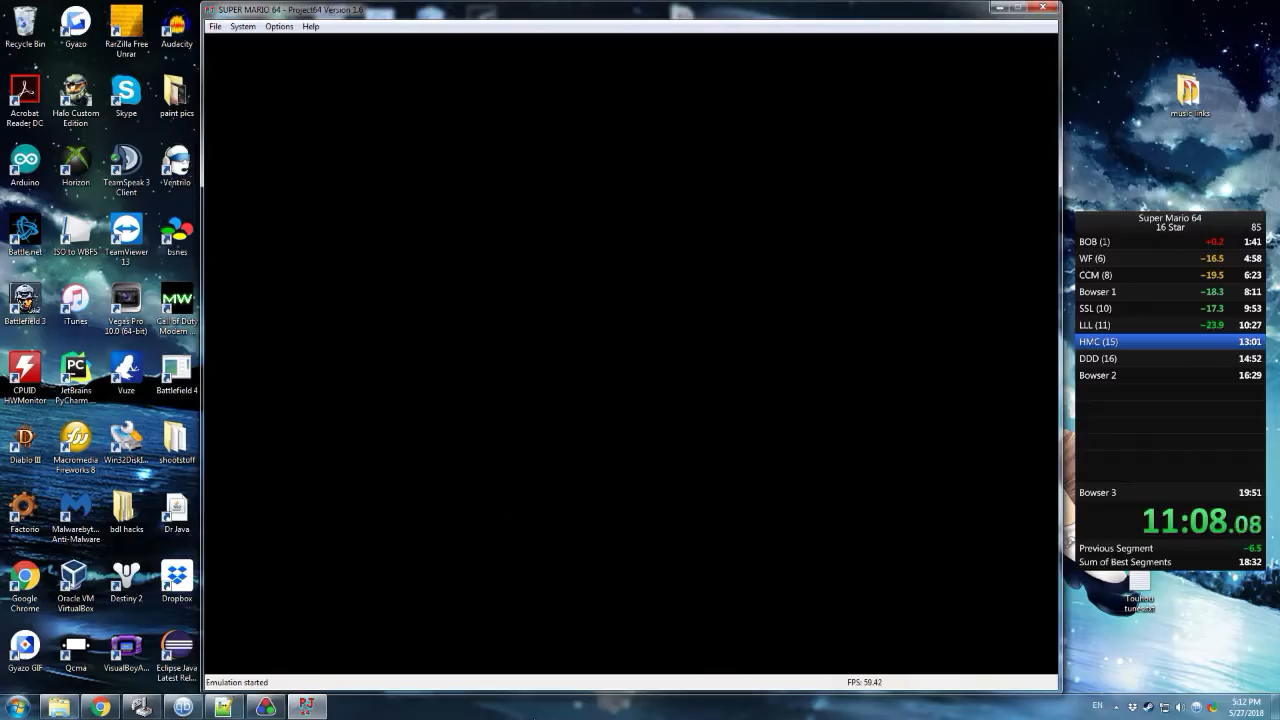 SUPER MARIO 64 - Project64 Version 1.6
File System Options Help
Recycle Bin
Gyazo
RarZilla Free
Unrar
Audacity
Acrobat
Reader DC
Halo Custom
Edition
Skype
paint pics
Arduino
Horizon
TeamSpeak 3
Client
Ventrilo
Battle.net
ISO to WBFS
TeamViewer
13
bsnes
Battlefield 3
iTunes
Vegas Pro
10.0 (64-bit)
Call of Duty
Modern ...
CPUID
HWMonitor
JetBrains
PyCharm ...
Vuze
Battlefield 4
Diablo III
Macromedia
Fireworks 8
Win32DiskI...
shootstuff
Factorio
Malwarebyt...
Anti-Malware
bdl hacks
Dr Java
Google
Chrome
Oracle VM
VirtualBox
Destiny 2
Dropbox
Gyazo GIF
Qcma
VisualBoyA...
Eclipse Java
Latest Rel...
music links
Super Mario 64
16 Star 85
BOB (1) +0.2 1:41
WF (6) −16.5 4:58
CCM (8) −19.5 6:23
Bowser 1 −18.3 8:11
SSL (10) −17.3 9:53
LLL (11) −23.9 10:27
HMC (15) 13:01
DDD (16) 14:52
Bowser 2 16:29
Bowser 3 19:51
11:08.08
Previous Segment −6.5
Sum of Best Segments 18:32
Touhou
Emulation started
FPS: 59.42
EN
5:12 PM
5/27/2018